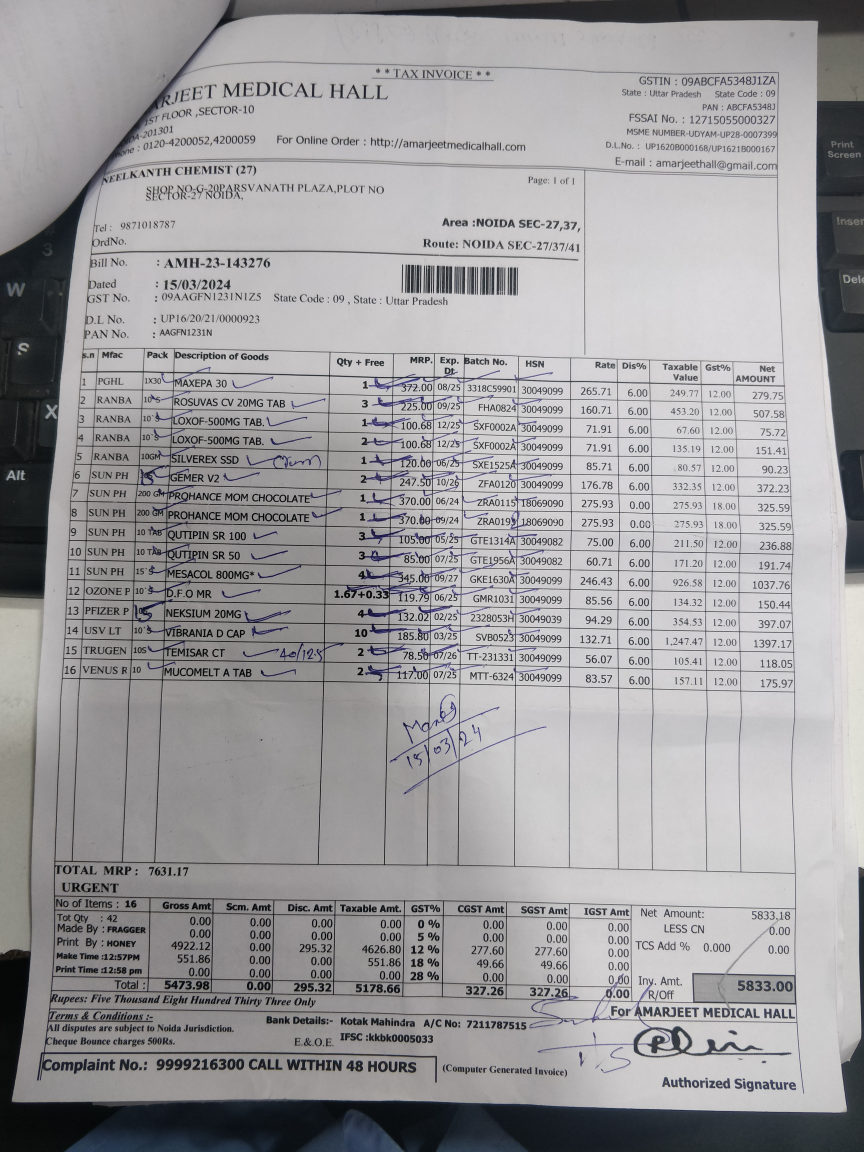 * * TAX INVOICE * *
ARJEET MEDICAL HALL
1ST FLOOR ,SECTOR-10
DA-201301
Phone : 0120-4200052,4200059 For Online Order : http://amarjeetmedicalhall.com
GSTIN : 09ABCFA5348J1ZA
State : Uttar Pradesh State Code : 09
PAN : ABCFA5348J
FSSAI No. : 12715055000327
MSME NUMBER-UDYAM-UP28-0007399
D.L.No. : UP1620B000168/UP1621B000167
E-mail : amarjeethall@gmail.com
NEELKANTH CHEMIST (27)
Page: 1 of 1
SHOP NO-G-20PARSVANATH PLAZA,PLOT NO
SECTOR-27 NOIDA,
Tel : 9871018787 Area :NOIDA SEC-27,37,
OrdNo. Route: NOIDA SEC-27/37/41
Bill No. : AMH-23-143276
Dated : 15/03/2024
GST No. : 09AAGFN1231N1Z5 State Code : 09 , State : Uttar Pradesh
D.L No. : UP16/20/21/0000923
PAN No. : AAGFN1231N
s.n Mfac Pack Description of Goods Qty + Free MRP. Exp. Dt. Batch No. HSN Rate Dis% Taxable Value Gst% Net AMOUNT
1 PGHL 1X30 MAXEPA 30 1 372.00 08/25 3318C59901 30049099 265.71 6.00 249.77 12.00 279.75
2 RANBA 10'S ROSUVAS CV 20MG TAB 3 225.00 09/25 FHA0824 30049099 160.71 6.00 453.20 12.00 507.58
3 RANBA 10'S LOXOF-500MG TAB. 1 100.68 12/25 SXF0002A 30049099 71.91 6.00 67.60 12.00 75.72
4 RANBA 10'S LOXOF-500MG TAB. 2 100.68 12/25 SXF0002A 30049099 71.91 6.00 135.19 12.00 151.41
5 RANBA 10GM SILVEREX SSD 1 120.00 06/25 SXE1525A 30049099 85.71 6.00 80.57 12.00 90.23
6 SUN PH 15 GEMER V2 2 247.50 10/25 ZFA0120 30049099 176.78 6.00 332.35 12.00 372.23
7 SUN PH 200 GM PROHANCE MOM CHOCOLATE 1 370.00 06/24 ZRA0115 18069090 275.93 0.00 275.93 18.00 325.59
8 SUN PH 200 GM PROHANCE MOM CHOCOLATE 1 370.00 09/24 ZRA019 18069090 275.93 0.00 275.93 18.00 325.59
9 SUN PH 10 TAB QUTIPIN SR 100 3 105.00 05/25 GTE1314A 30049082 75.00 6.00 211.50 12.00 236.88
10 SUN PH 10 TAB QUTIPIN SR 50 3 85.00 07/25 GTE1956A 30049082 60.71 6.00 171.20 12.00 191.74
11 SUN PH 15'S MESACOL 800MG* 4 345.00 09/27 GKE1630A 30049099 246.43 6.00 926.58 12.00 1037.76
12 OZONE P 10'S D.F.O MR 1.67+0.33 119.79 06/25 GMR1031 30049099 85.56 6.00 134.32 12.00 150.44
13 PFIZER P 15 NEKSIUM 20MG 4 132.02 02/25 2328053H 30049039 94.29 6.00 354.53 12.00 397.07
14 USV LT 10'S VIBRANIA D CAP 10 185.80 03/25 SVB0523 30049099 132.71 6.00 1,247.47 12.00 1397.17
15 TRUGEN 10S TEMISAR CT 40/12.5 2 78.50 07/26 TT-231331 30049099 56.07 6.00 105.41 12.00 118.05
16 VENUS R 10 MUCOMELT A TAB 2 117.00 07/25 MTT-6324 30049099 83.57 6.00 157.11 12.00 175.97
15/03/24
TOTAL MRP : 7631.17
URGENT
No of Items : 16 Gross Amt Scm. Amt Disc. Amt Taxable Amt. GST% CGST Amt SGST Amt IGST Amt Net Amount: 5833.18
Tot Qty : 42 0.00 0.00 0.00 0.00 0 % 0.00 0.00 0.00 LESS CN 0.00
Made By : FRAGGER 0.00 0.00 0.00 0.00 5 % 0.00 0.00 0.00
Print By : HONEY 4922.12 0.00 295.32 4626.80 12 % 277.60 277.60 0.00 TCS Add % 0.000 0.00
Make Time :12:57PM 551.86 0.00 0.00 551.86 18 % 49.66 49.66 0.00
Print Time :12:58 pm 0.00 0.00 0.00 0.00 28 % 0.00 0.00 0.00 Inv. Amt.
Total : 5473.98 0.00 295.32 5178.66 327.26 327.26 0.00 R/Off 5833.00
Rupees: Five Thousand Eight Hundred Thirty Three Only
For AMARJEET MEDICAL HALL
Terms & Conditions :-
All disputes are subject to Noida Jurisdiction.
Cheque Bounce charges 500Rs.
Bank Details:- Kotak Mahindra A/C No: 7211787515
E.& O.E. IFSC :kkbk0005033
Complaint No.: 9999216300 CALL WITHIN 48 HOURS
(Computer Generated Invoice)
Authorized Signature
Print Screen
Inser
Dele
W
S
3
Alt